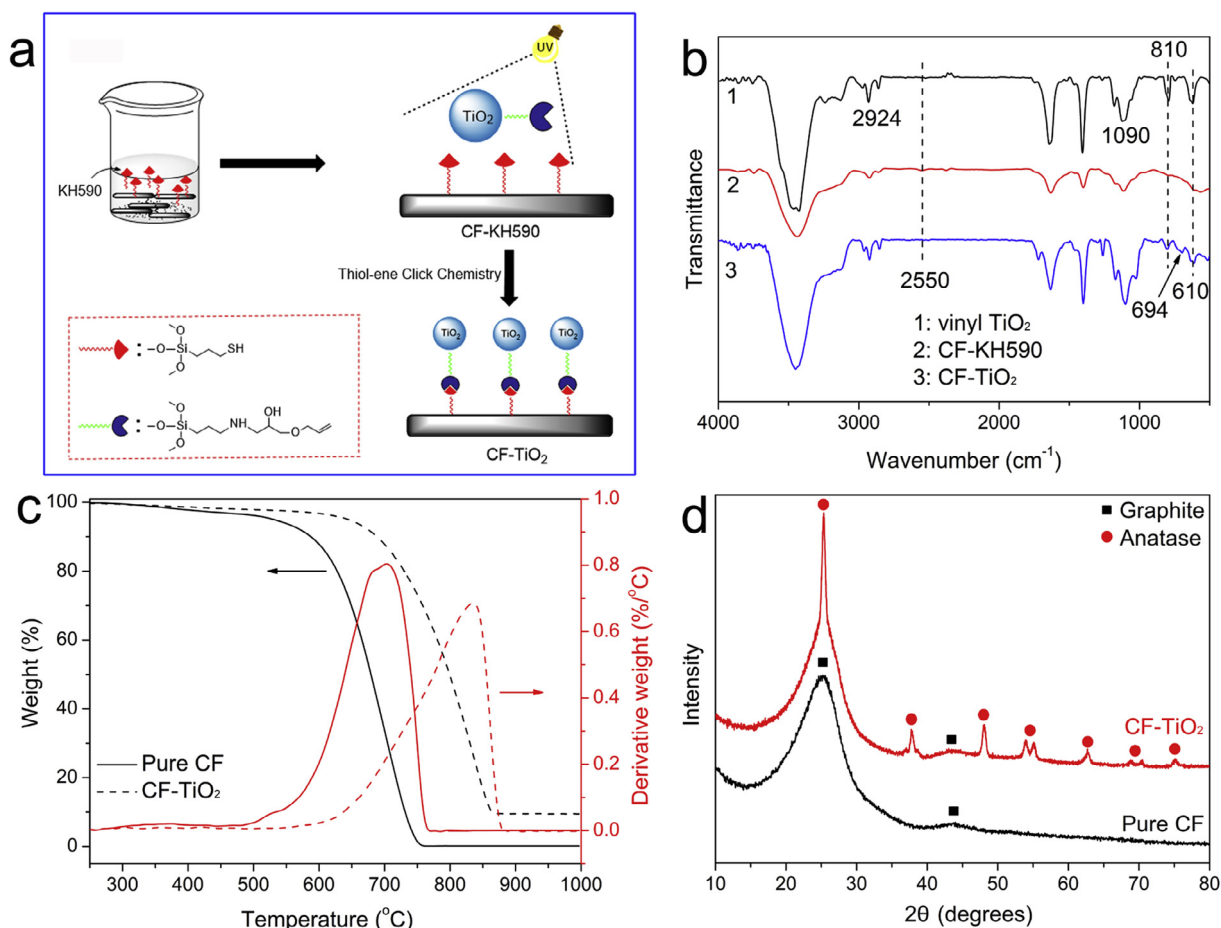 a
UV
TiO₂
KH590
CF-KH590
Thiol-ene Click Chemistry
TiO₂ TiO₂ TiO₂
CF-TiO₂
: —O—Si SH
O
O
: —O—Si NH OH O
O
O
b
810
1
2924
1090
2
3
2550
694
610
1: vinyl TiO₂
2: CF-KH590
3: CF-TiO₂
Transmittance
4000 3000 2000 1000
Wavenumber (cm⁻¹)
c
100
80
60
40
20
0
Weight (%)
1.0
0.8
0.6
0.4
0.2
0.0
Derivative weight (%/°C)
Pure CF
CF-TiO₂
300 400 500 600 700 800 900 1000
Temperature (°C)
d
Graphite
Anatase
CF-TiO₂
Pure CF
Intensity
10 20 30 40 50 60 70 80
2θ (degrees)